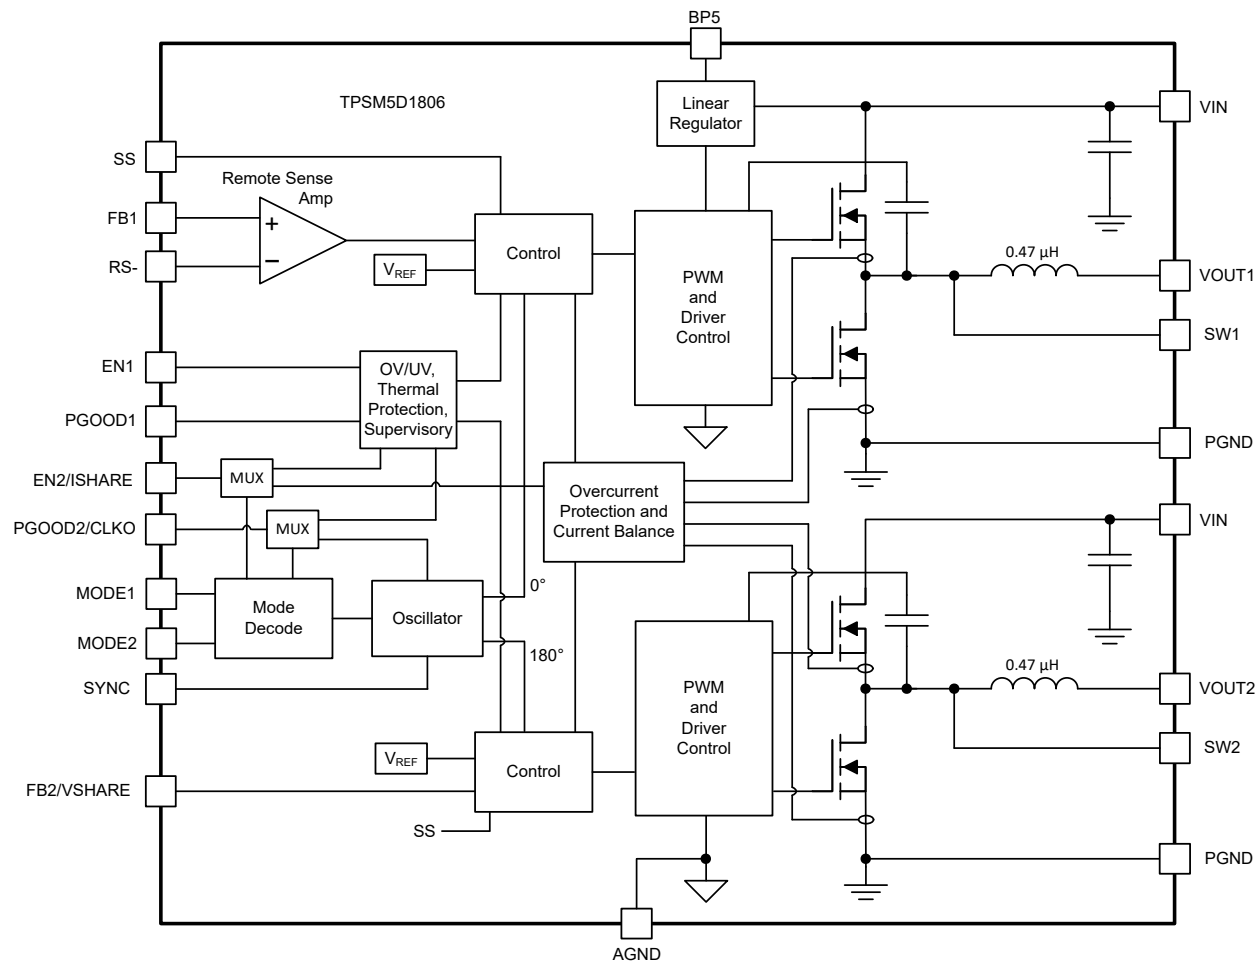 BP5
TPSM5D1806
Linear
Regulator
VIN
SS
Remote Sense
Amp
FB1
+
RS-
−
VREF
Control
PWM
and
Driver
Control
0.47 µH
VOUT1
SW1
EN1
OV/UV,
Thermal
Protection,
Supervisory
PGOOD1
PGND
EN2/ISHARE
MUX
Overcurrent
Protection and
Current Balance
PGOOD2/CLKO
MUX
VIN
MODE1
Mode
Decode
Oscillator
0°
MODE2
180°
SYNC
PWM
and
Driver
Control
0.47 µH
VOUT2
SW2
VREF
Control
FB2/VSHARE
SS
PGND
AGND